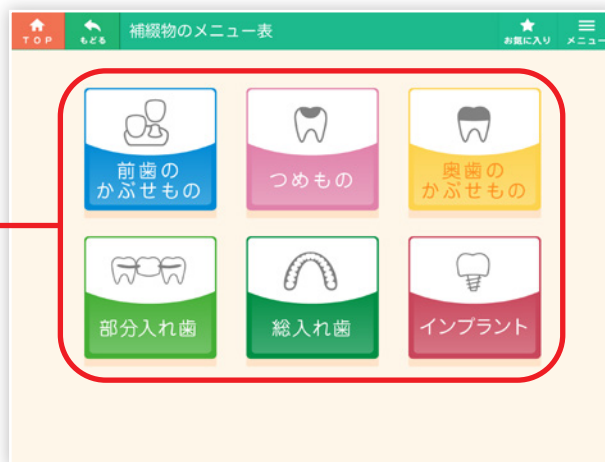 TOP
もどる
補綴物のメニュー表
お気に入り
メニュー
前歯の
かぶせもの
つめもの
奥歯の
かぶせもの
部分入れ歯
総入れ歯
インプラント